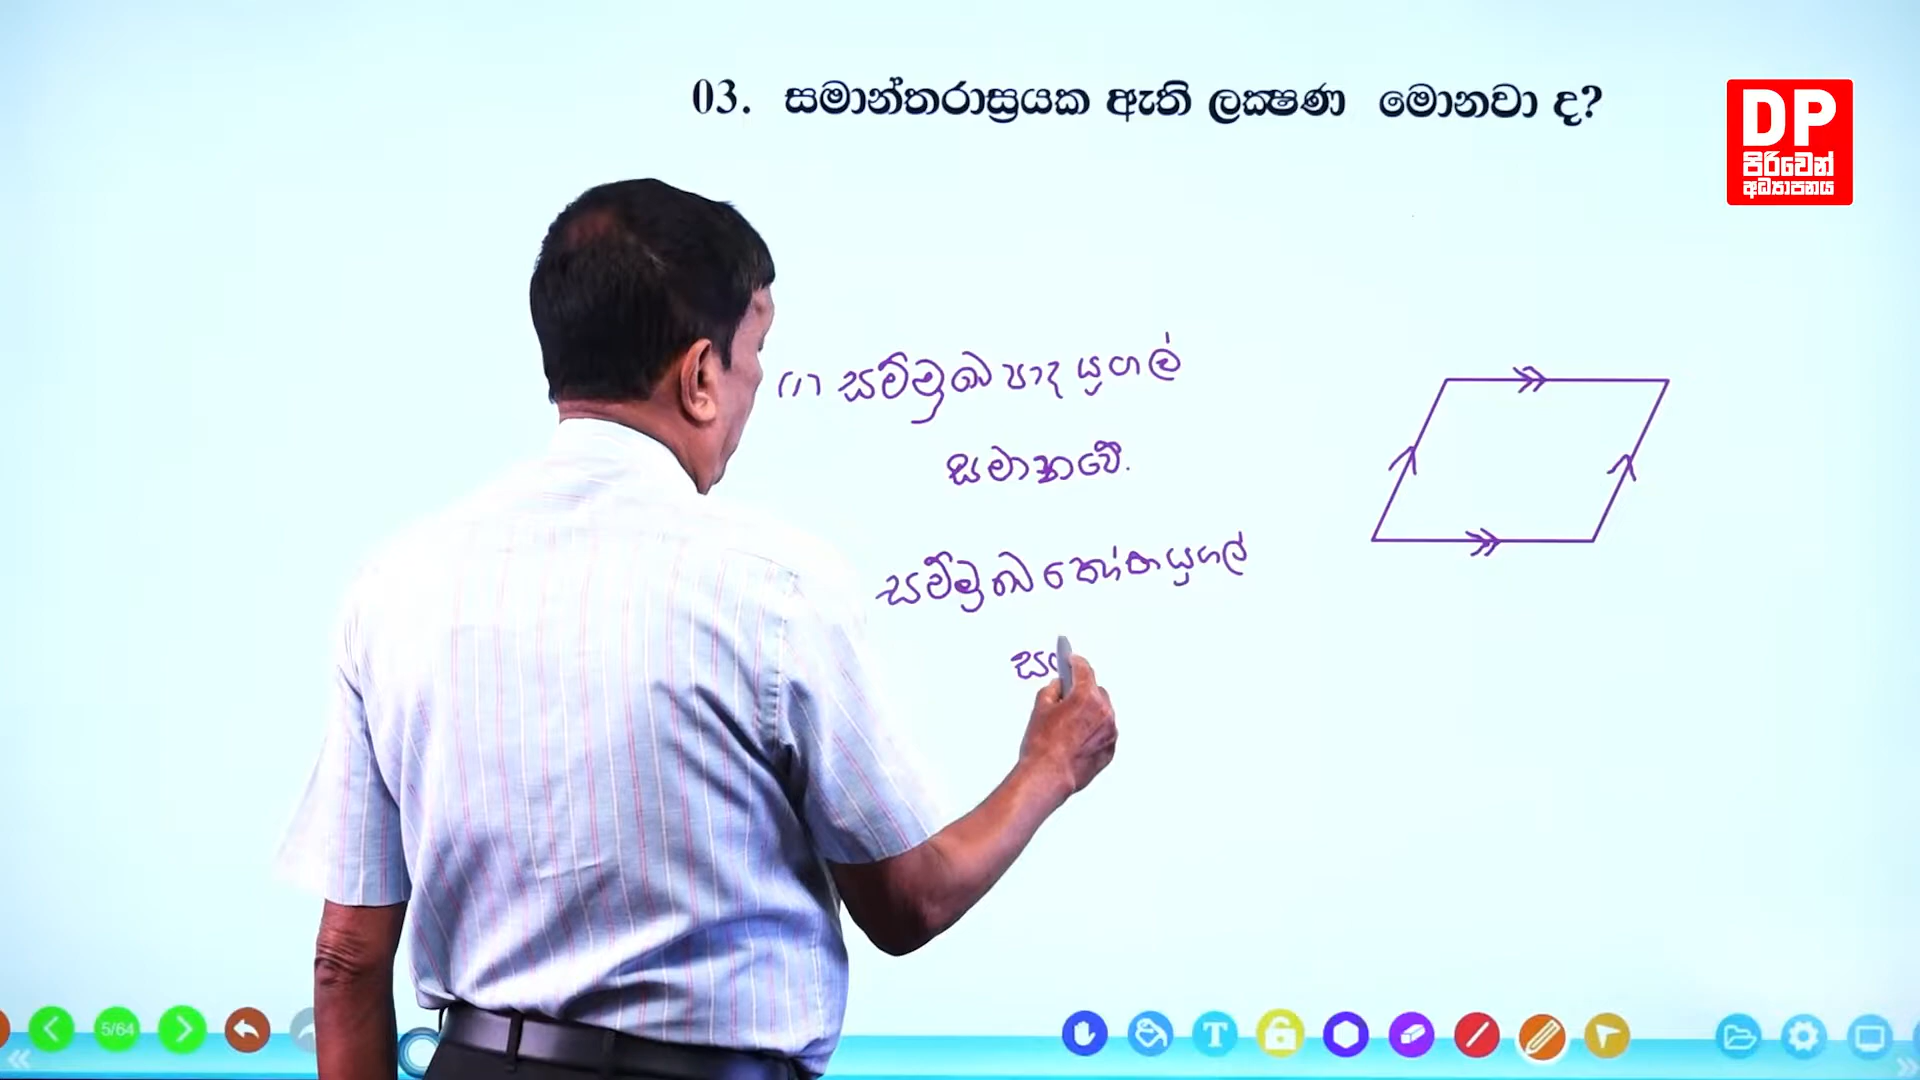 03. සමාන්තරාස්‍රයක ඇති ලක්‍ෂණ මොනවා ද?
DP
පිරිවෙන්
අධ්‍යාපනය
(1) සම්මුඛ පාද යුගල්
සමානවේ.
සම්මුඛ කෝණ යුගල්
ස
5/64
T